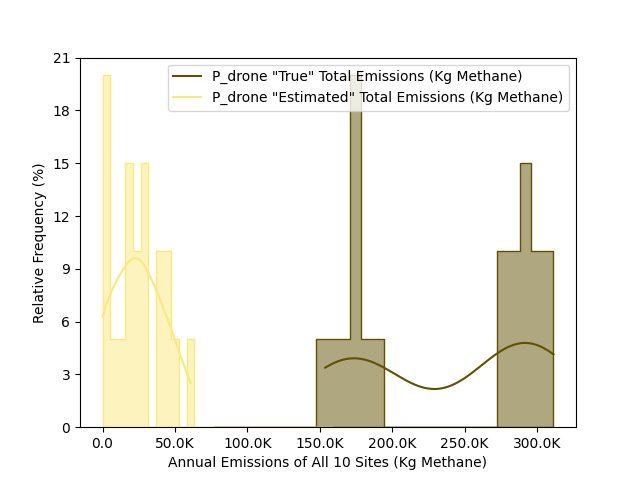 P_drone "True" Total Emissions (Kg Methane)
P_drone "Estimated" Total Emissions (Kg Methane)
Relative Frequency (%)
21
18
15
12
9
6
3
0
0.0 50.0K 100.0K 150.0K 200.0K 250.0K 300.0K
Annual Emissions of All 10 Sites (Kg Methane)